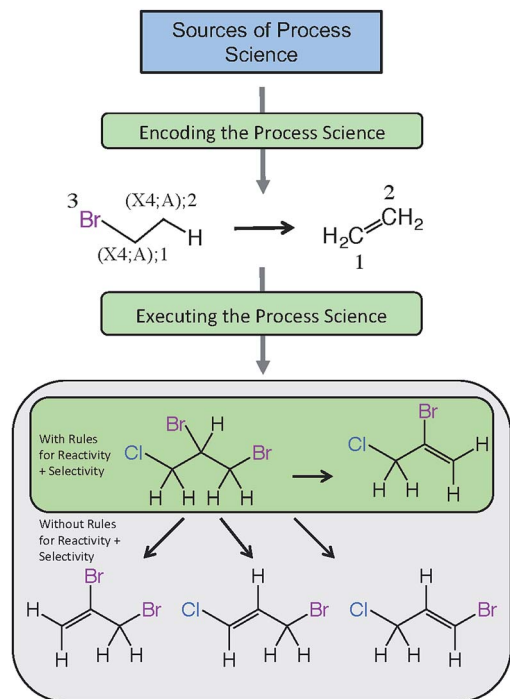 Sources of Process
Science
Encoding the Process Science
3 (X4;A);2 2
Br H H₂C CH₂
(X4;A);1 1
Executing the Process Science
With Rules
for Reactivity
+ Selectivity
Br H Br
Cl Br Cl H
H H H H H H H
Without Rules
for Reactivity +
Selectivity
Br H H
H Br Cl Br Cl Br
H H H H H H H H H